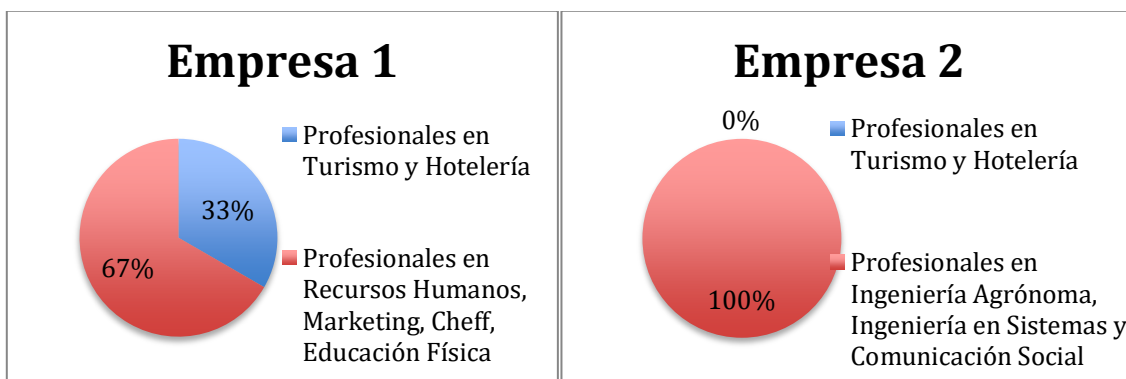 Empresa 1
Profesionales en
Turismo y Hotelería
33%
67%
Profesionales en
Recursos Humanos,
Marketing, Cheff,
Educación Física
Empresa 2
0%
Profesionales en
Turismo y Hotelería
100%
Profesionales en
Ingeniería Agrónoma,
Ingeniería en Sistemas y
Comunicación Social